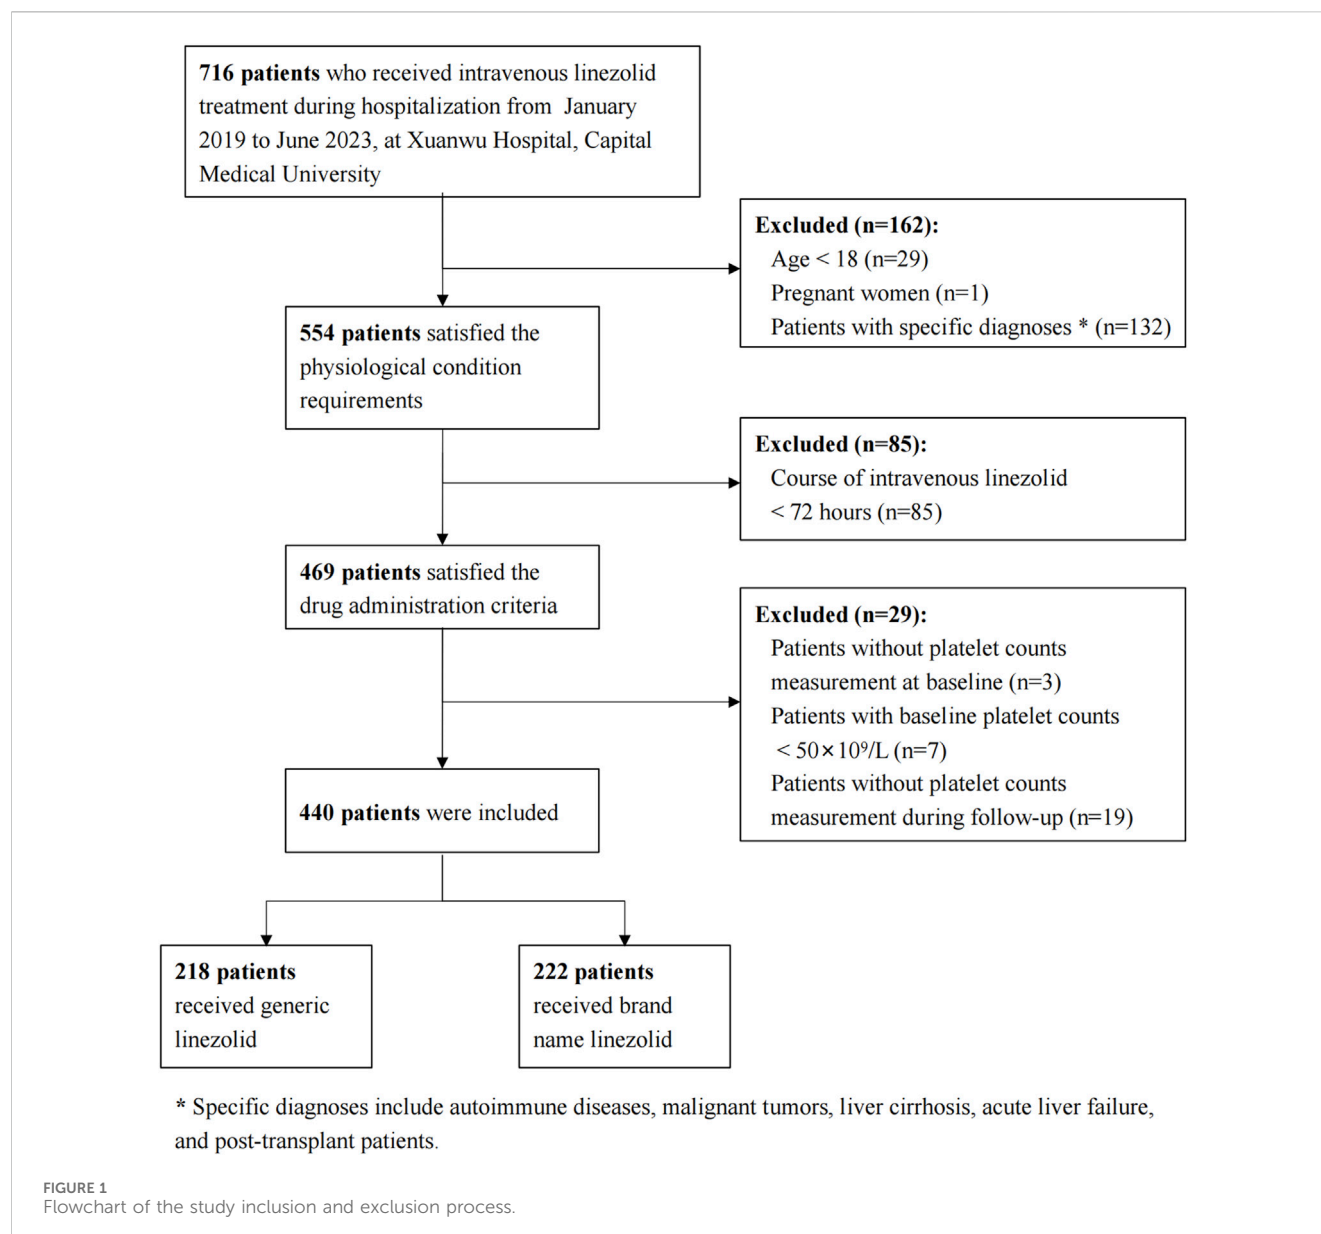 716 patients who received intravenous linezolid
treatment during hospitalization from January
2019 to June 2023, at Xuanwu Hospital, Capital
Medical University
Excluded (n=162):
Age < 18 (n=29)
Pregnant women (n=1)
Patients with specific diagnoses * (n=132)
554 patients satisfied the
physiological condition
requirements
Excluded (n=85):
Course of intravenous linezolid
< 72 hours (n=85)
469 patients satisfied the
drug administration criteria
Excluded (n=29):
Patients without platelet counts
measurement at baseline (n=3)
Patients with baseline platelet counts
< 50×10⁹/L (n=7)
Patients without platelet counts
measurement during follow-up (n=19)
440 patients were included
218 patients
received generic
linezolid
222 patients
received brand
name linezolid
* Specific diagnoses include autoimmune diseases, malignant tumors, liver cirrhosis, acute liver failure,
and post-transplant patients.
FIGURE 1
Flowchart of the study inclusion and exclusion process.